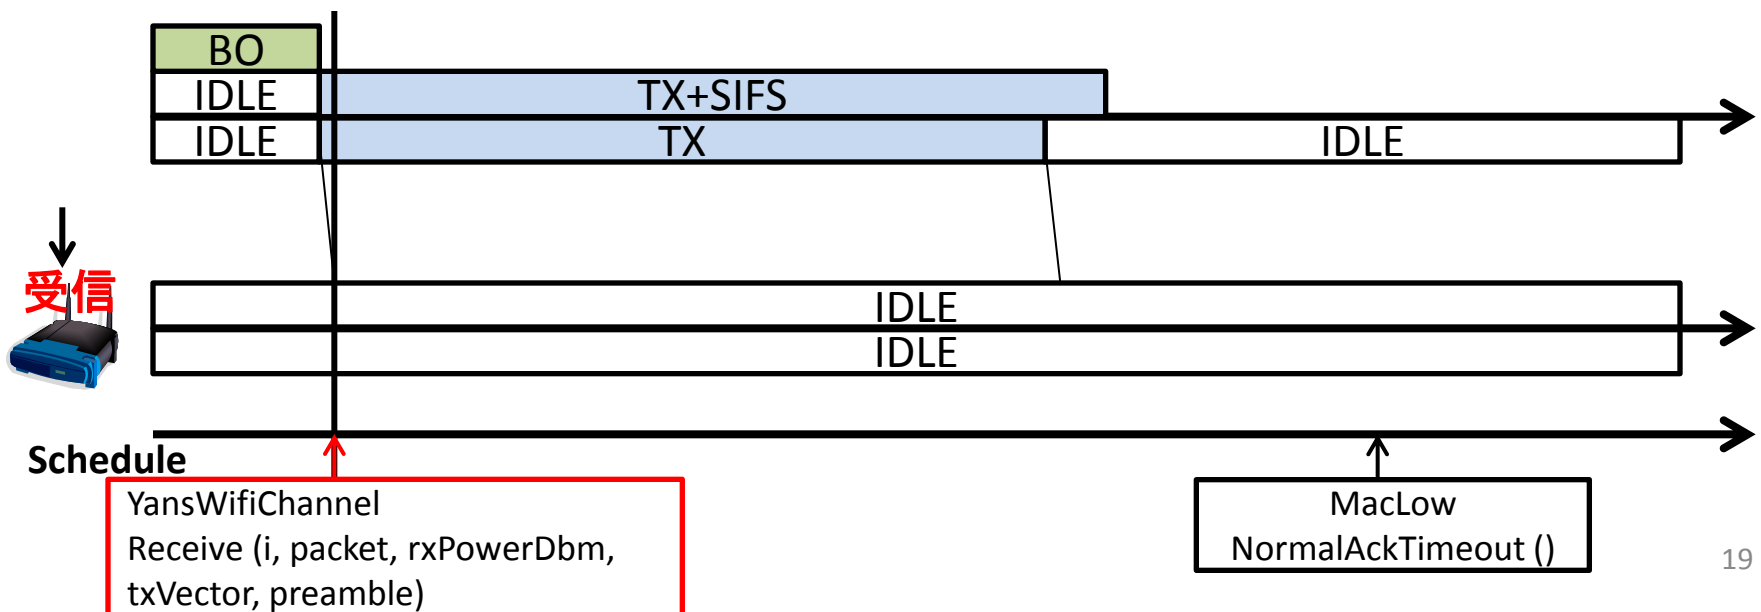 BO
IDLE
TX+SIFS
IDLE
TX
IDLE
受信
IDLE
IDLE
Schedule
YansWifiChannel
Receive (i, packet, rxPowerDbm,
txVector, preamble)
MacLow
NormalAckTimeout ()
19